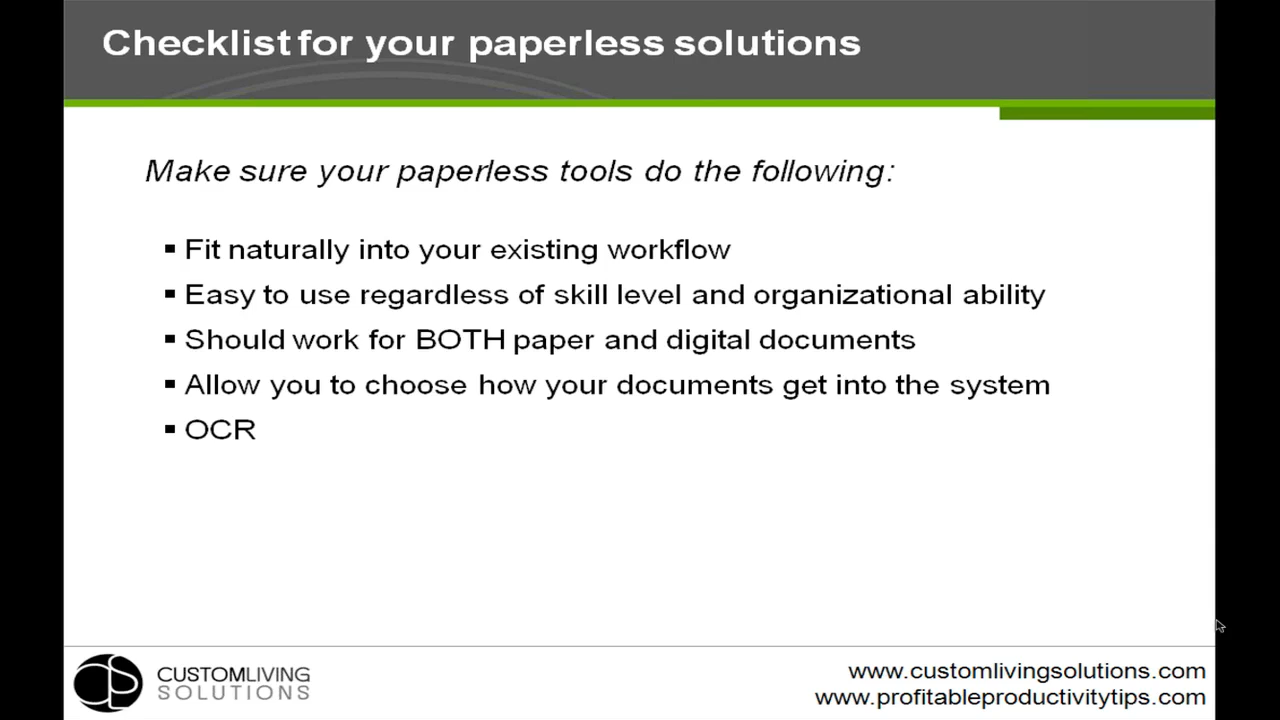 Checklist for your paperless solutions
Make sure your paperless tools do the following:
▪ Fit naturally into your existing workflow
▪ Easy to use regardless of skill level and organizational ability
▪ Should work for BOTH paper and digital documents
▪ Allow you to choose how your documents get into the system
▪ OCR
CUSTOMLIVING
SOLUTIONS
www.customlivingsolutions.com
www.profitableproductivitytips.com